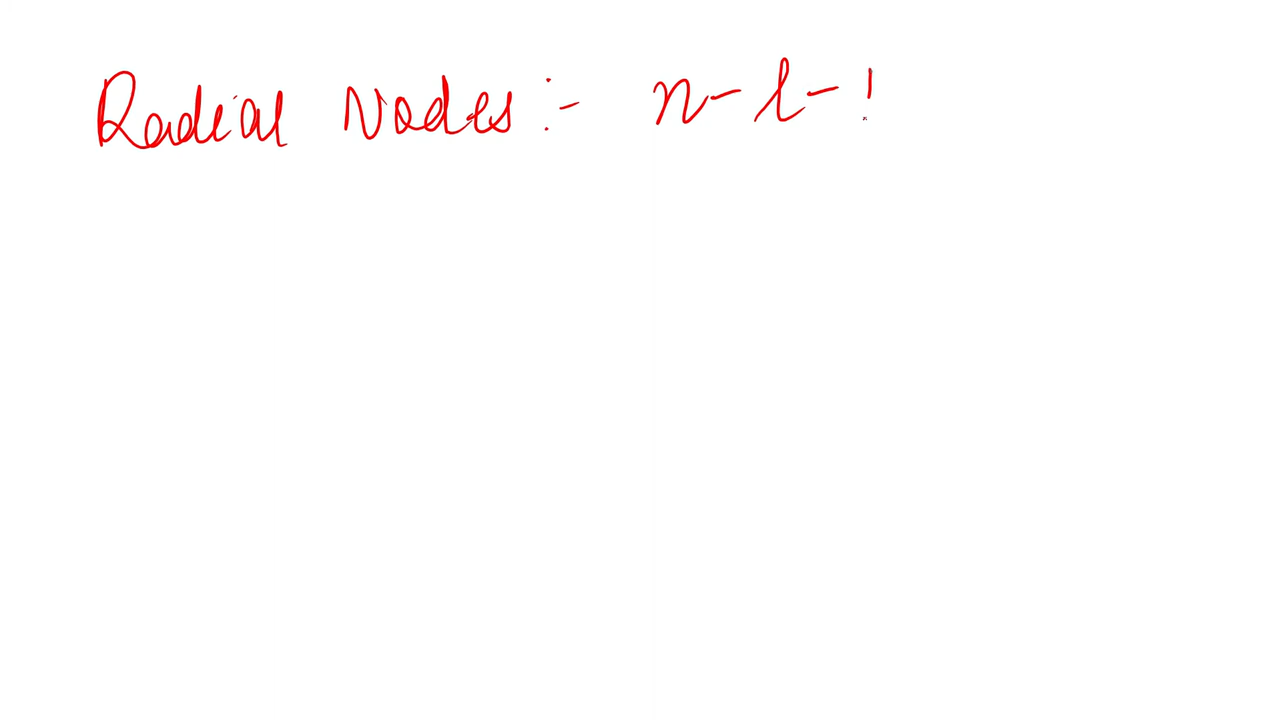 Radial Nodes :- n - l - 1